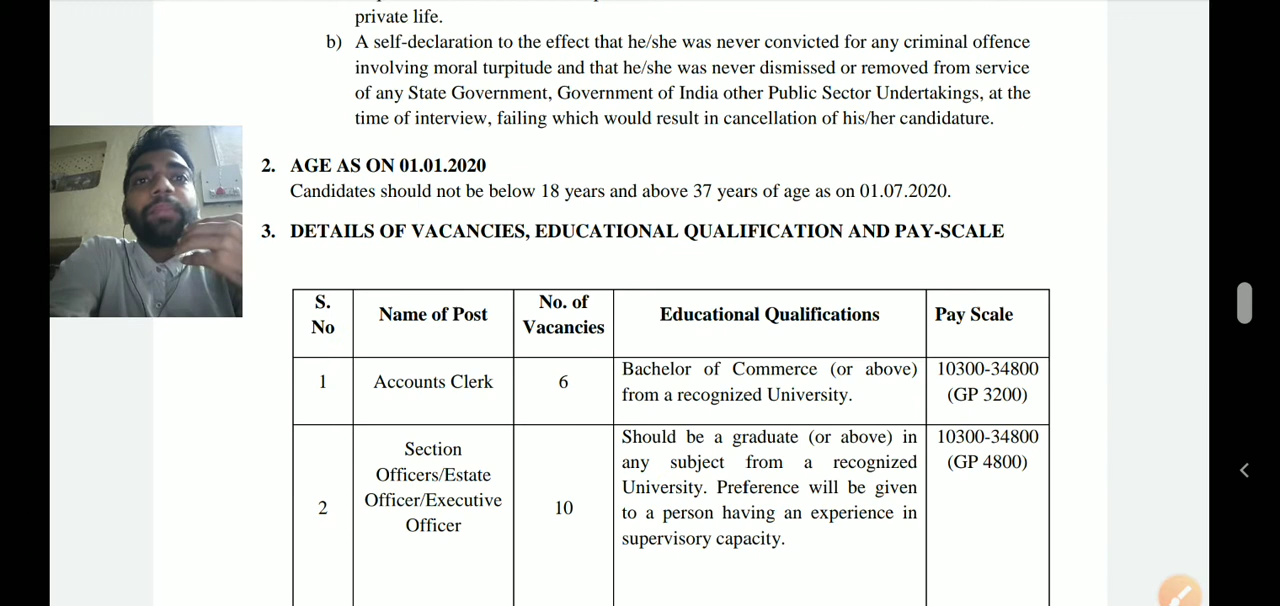 private life.
b) A self-declaration to the effect that he/she was never convicted for any criminal offence
involving moral turpitude and that he/she was never dismissed or removed from service
of any State Government, Government of India other Public Sector Undertakings, at the
time of interview, failing which would result in cancellation of his/her candidature.
2. AGE AS ON 01.01.2020
Candidates should not be below 18 years and above 37 years of age as on 01.07.2020.
3. DETAILS OF VACANCIES, EDUCATIONAL QUALIFICATION AND PAY-SCALE
S.
No
Name of Post
No. of
Vacancies
Educational Qualifications
Pay Scale
1
Accounts Clerk
6
Bachelor of Commerce (or above)
from a recognized University.
10300-34800
(GP 3200)
2
Section
Officers/Estate
Officer/Executive
Officer
10
Should be a graduate (or above) in
any subject from a recognized
University. Preference will be given
to a person having an experience in
supervisory capacity.
10300-34800
(GP 4800)